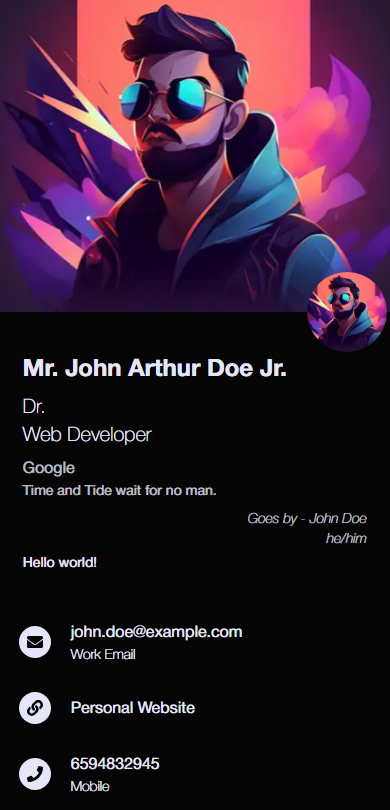 Mr. John Arthur Doe Jr.
Dr.
Web Developer
Google
Time and Tide wait for no man.
Goes by - John Doe
he/him
Hello world!
john.doe@example.com
Work Email
Personal Website
6594832945
Mobile